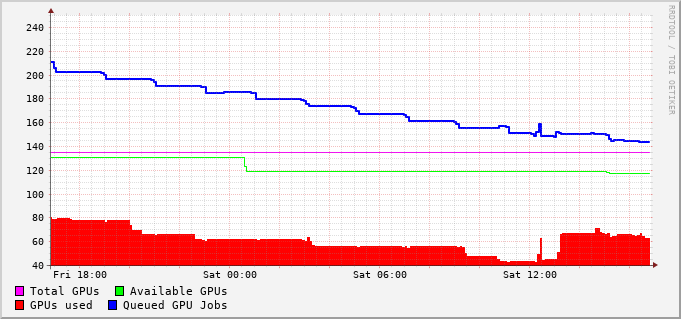 RRDTOOL / TOBI OETIKER
240
220
200
180
160
140
120
100
80
60
40
Fri 18:00 Sat 00:00 Sat 06:00 Sat 12:00
Total GPUs Available GPUs
GPUs used Queued GPU Jobs